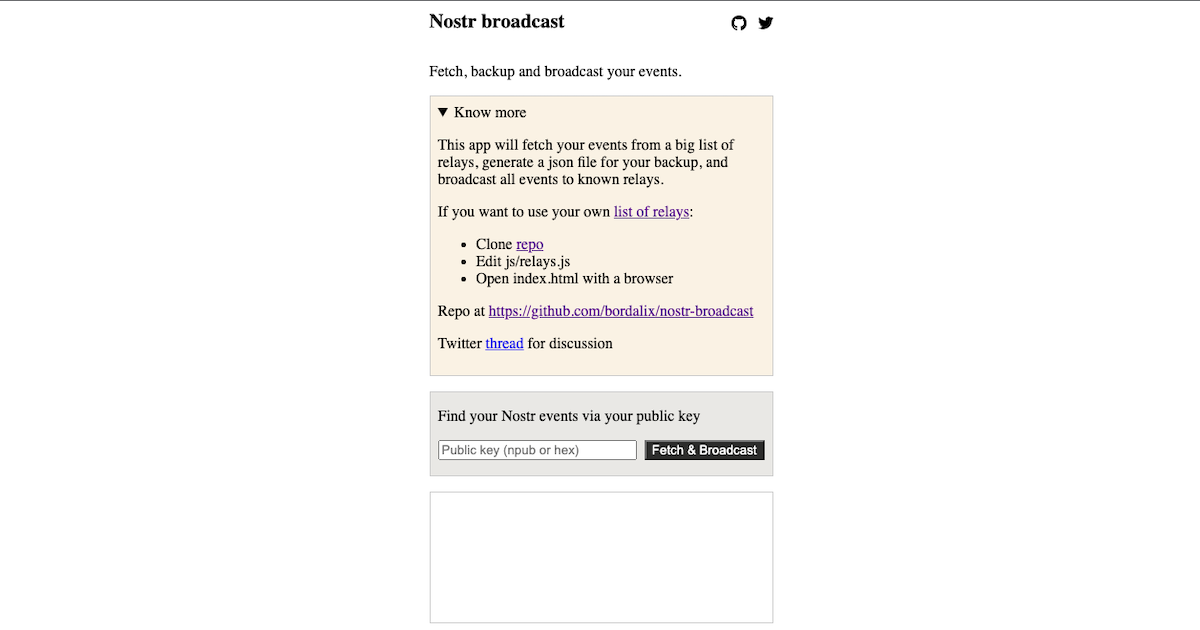 Nostr broadcast
Fetch, backup and broadcast your events.
Know more
This app will fetch your events from a big list of
relays, generate a json file for your backup, and
broadcast all events to known relays.
If you want to use your own list of relays:
Clone repo
Edit js/relays.js
Open index.html with a browser
Repo at https://github.com/bordalix/nostr-broadcast
Twitter thread for discussion
Find your Nostr events via your public key
Public key (npub or hex) Fetch & Broadcast